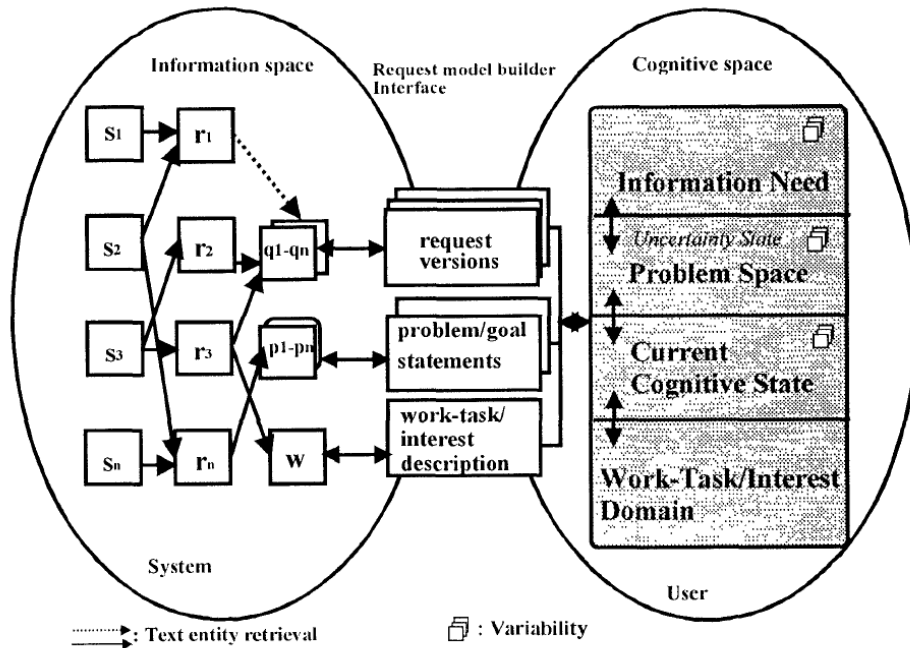 Information space
Request model builder
Interface
Cognitive space
S1
r1
S2
r2
q1-qn
S3
r3
p1-pn
Sn
rn
W
request
versions
problem/goal
statements
work-task/
interest
description
Information Need
Uncertainty State
Problem Space
Current
Cognitive State
Work-Task/Interest
Domain
System
User
: Text entity retrieval
: Variability